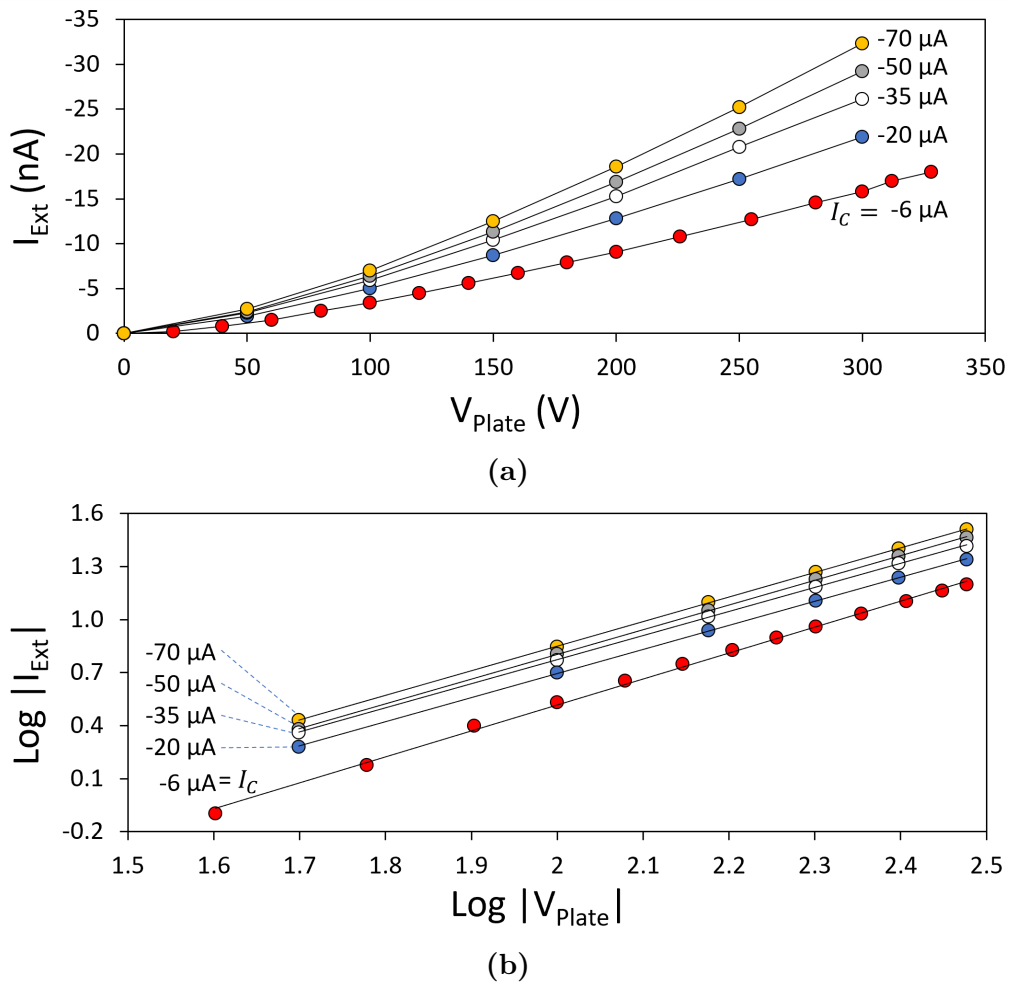 -35
-30
-25
-20
-15
-10
-5
0
I_Ext (nA)
-70 µA
-50 µA
-35 µA
-20 µA
I_C = -6 µA
0 50 100 150 200 250 300 350
V_Plate (V)
(a)
1.6
1.3
1.0
0.7
0.4
0.1
-0.2
Log |I_Ext|
-70 µA
-50 µA
-35 µA
-20 µA
-6 µA = I_C
1.5 1.6 1.7 1.8 1.9 2 2.1 2.2 2.3 2.4 2.5
Log |V_Plate|
(b)